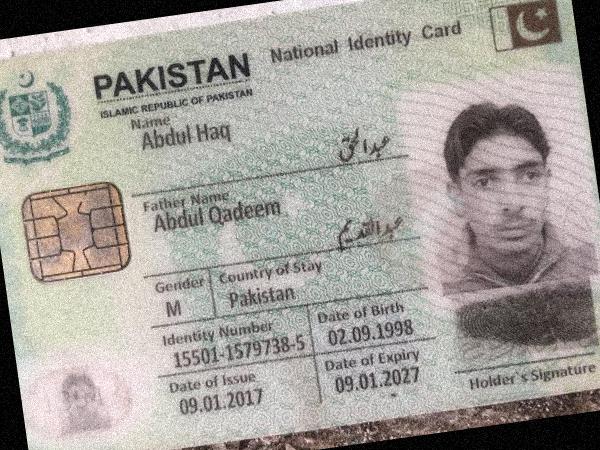 PAKISTAN National Identity Card
ISLAMIC REPUBLIC OF PAKISTAN
Name
Abdul Haq
عبدالحق
Father Name
Abdul Qadeem
عبدالقدیم
Gender Country of Stay
M Pakistan
Identity Number Date of Birth
15501-1579738-5 02.09.1998
Date of Issue Date of Expiry
09.01.2017 09.01.2027
Holder's Signature